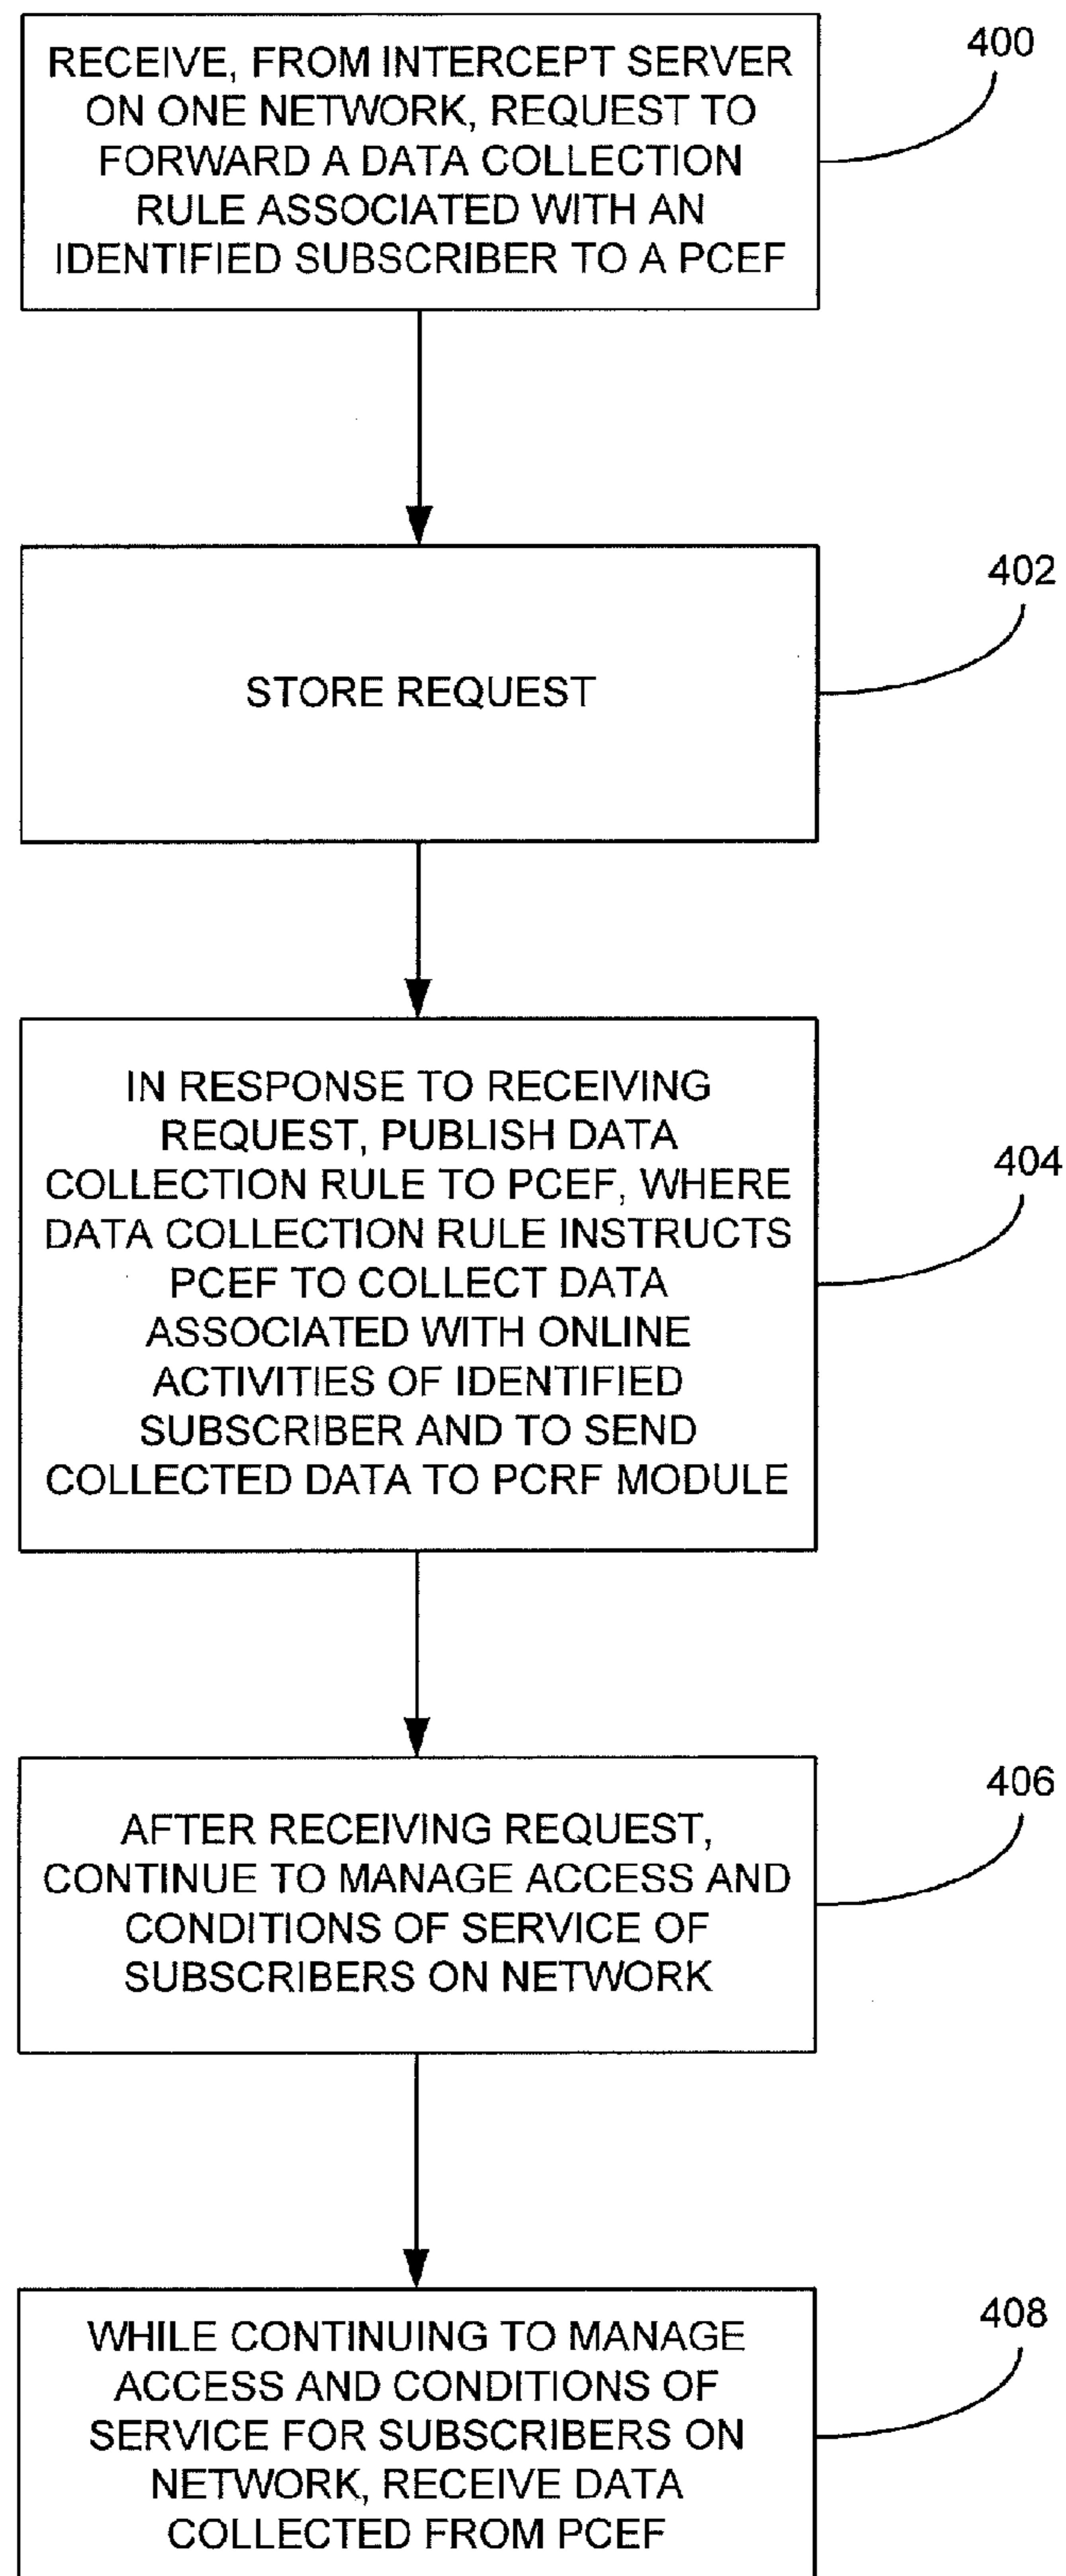 RECEIVE, FROM INTERCEPT SERVER
ON ONE NETWORK, REQUEST TO
FORWARD A DATA COLLECTION
RULE ASSOCIATED WITH AN
IDENTIFIED SUBSCRIBER TO A PCEF
400
STORE REQUEST
402
IN RESPONSE TO RECEIVING
REQUEST, PUBLISH DATA
COLLECTION RULE TO PCEF, WHERE
DATA COLLECTION RULE INSTRUCTS
PCEF TO COLLECT DATA
ASSOCIATED WITH ONLINE
ACTIVITIES OF IDENTIFIED
SUBSCRIBER AND TO SEND
COLLECTED DATA TO PCRF MODULE
404
AFTER RECEIVING REQUEST,
CONTINUE TO MANAGE ACCESS AND
CONDITIONS OF SERVICE OF
SUBSCRIBERS ON NETWORK
406
WHILE CONTINUING TO MANAGE
ACCESS AND CONDITIONS OF
SERVICE FOR SUBSCRIBERS ON
NETWORK, RECEIVE DATA
COLLECTED FROM PCEF
408